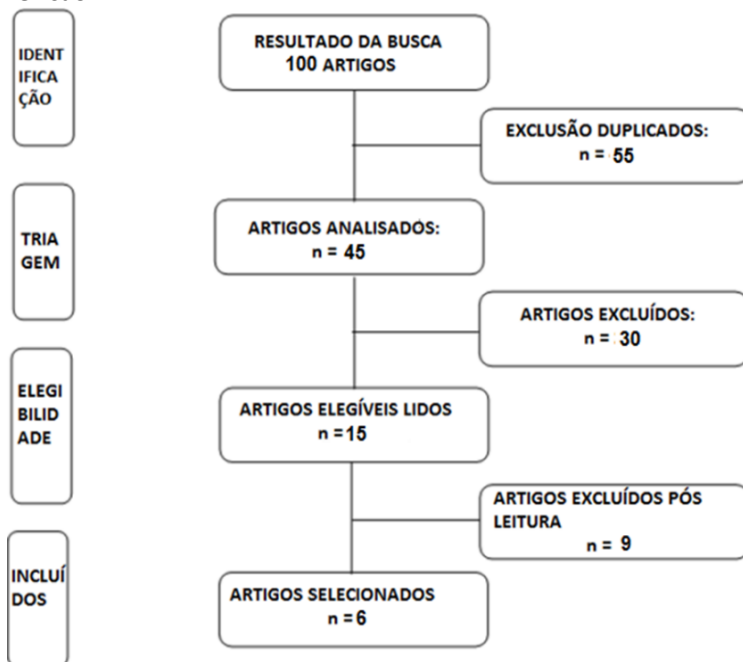 IDENT
IFICA
ÇÃO
RESULTADO DA BUSCA
100 ARTIGOS
EXCLUSÃO DUPLICADOS:
n = 55
TRIA
GEM
ARTIGOS ANALISADOS:
n = 45
ARTIGOS EXCLUÍDOS:
n = 30
ELEGI
BILID
ADE
ARTIGOS ELEGÍVEIS LIDOS
n = 15
ARTIGOS EXCLUÍDOS PÓS
LEITURA
n = 9
INCLUÍ
DOS
ARTIGOS SELECIONADOS
n = 6